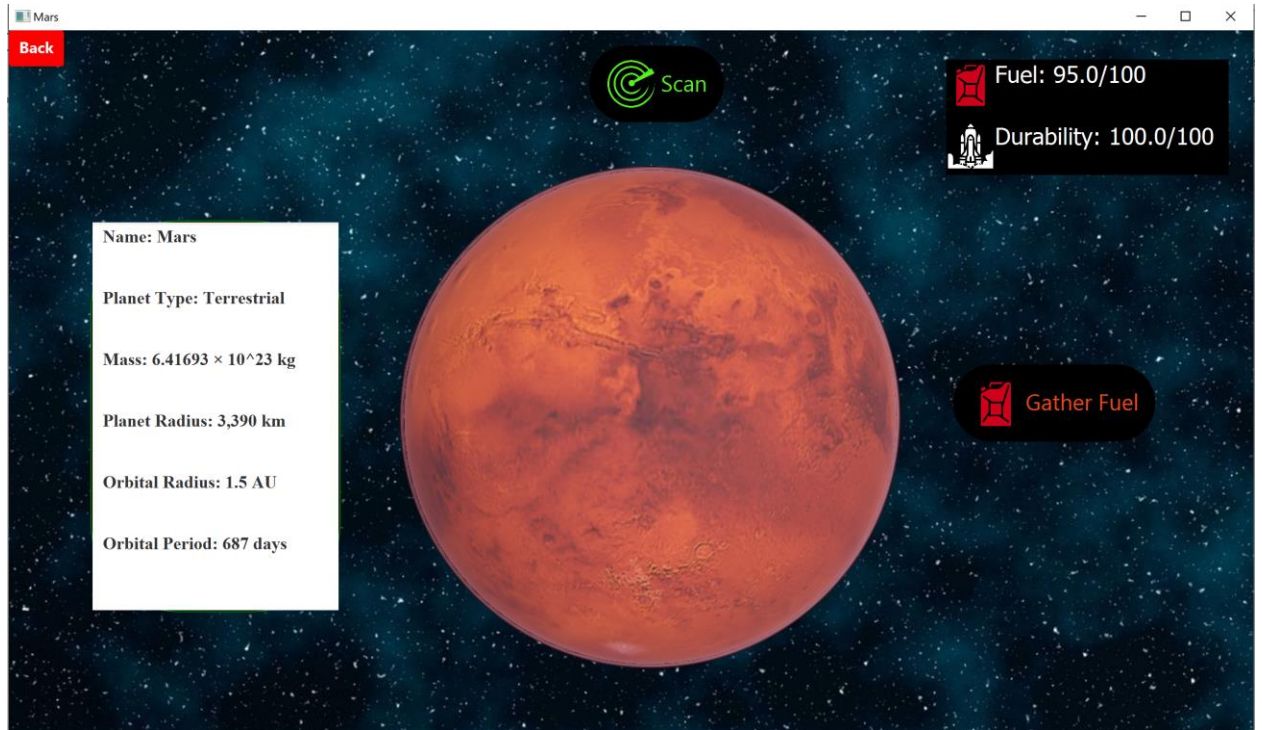 Mars
Back
Scan
Fuel: 95.0/100
Durability: 100.0/100
Name: Mars
Planet Type: Terrestrial
Mass: 6.41693 × 10^23 kg
Planet Radius: 3,390 km
Gather Fuel
Orbital Radius: 1.5 AU
Orbital Period: 687 days